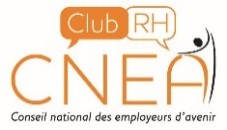 Club RH
CNEA
Conseil national des employeurs d'avenir